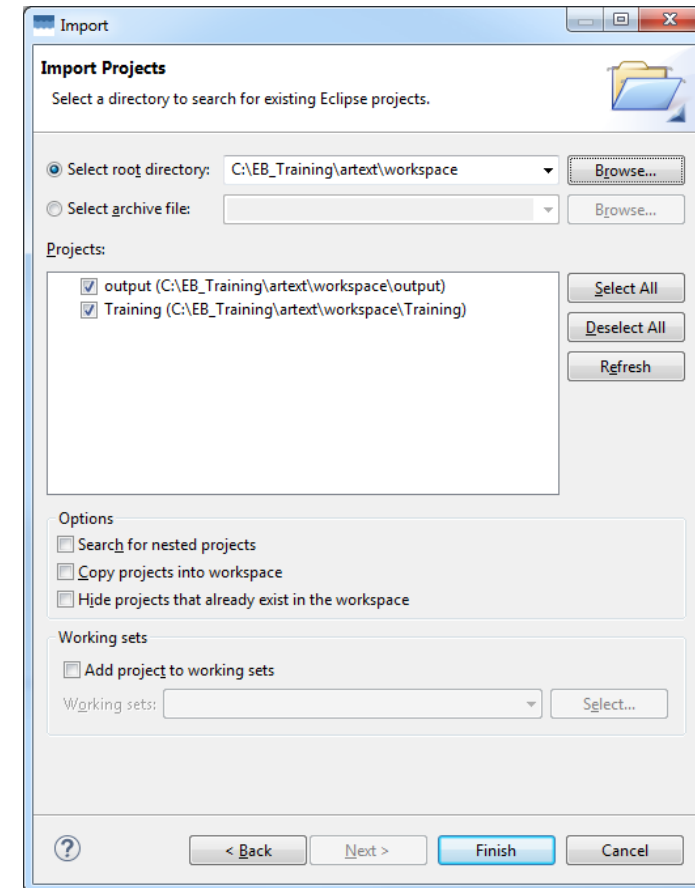 Import
Import Projects
Select a directory to search for existing Eclipse projects.
Select root directory: C:\EB_Training\artext\workspace Browse...
Select archive file: Browse...
Projects:
output (C:\EB_Training\artext\workspace\output)
Training (C:\EB_Training\artext\workspace\Training)
Select All
Deselect All
Refresh
Options
Search for nested projects
Copy projects into workspace
Hide projects that already exist in the workspace
Working sets
Add project to working sets
Working sets: Select...
? < Back Next > Finish Cancel